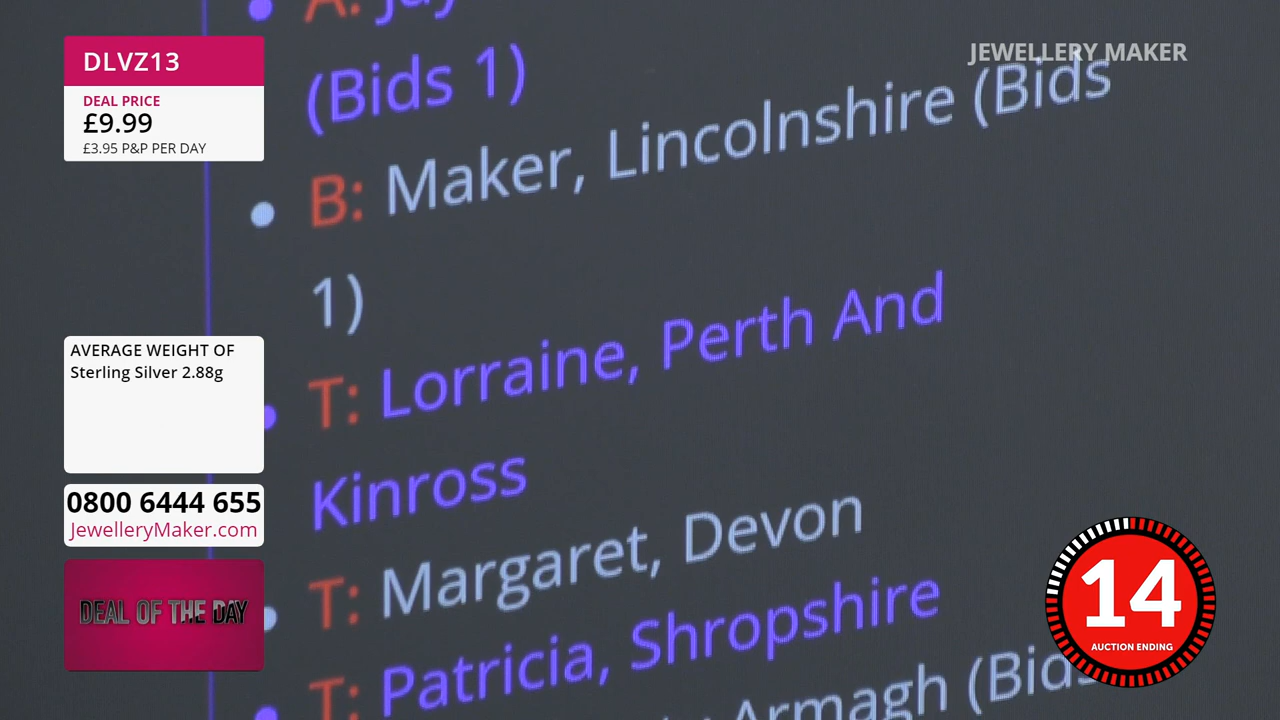 DLVZ13
DEAL PRICE
£9.99
£3.95 P&P PER DAY
AVERAGE WEIGHT OF
Sterling Silver 2.88g
0800 6444 655
JewelleryMaker.com
DEAL OF THE DAY
JEWELLERY MAKER
A:
(Bids 1)
B: Maker, Lincolnshire (Bids
1)
T: Lorraine, Perth And
Kinross
T: Margaret, Devon
T: Patricia, Shropshire
Armagh (Bids
14
AUCTION ENDING